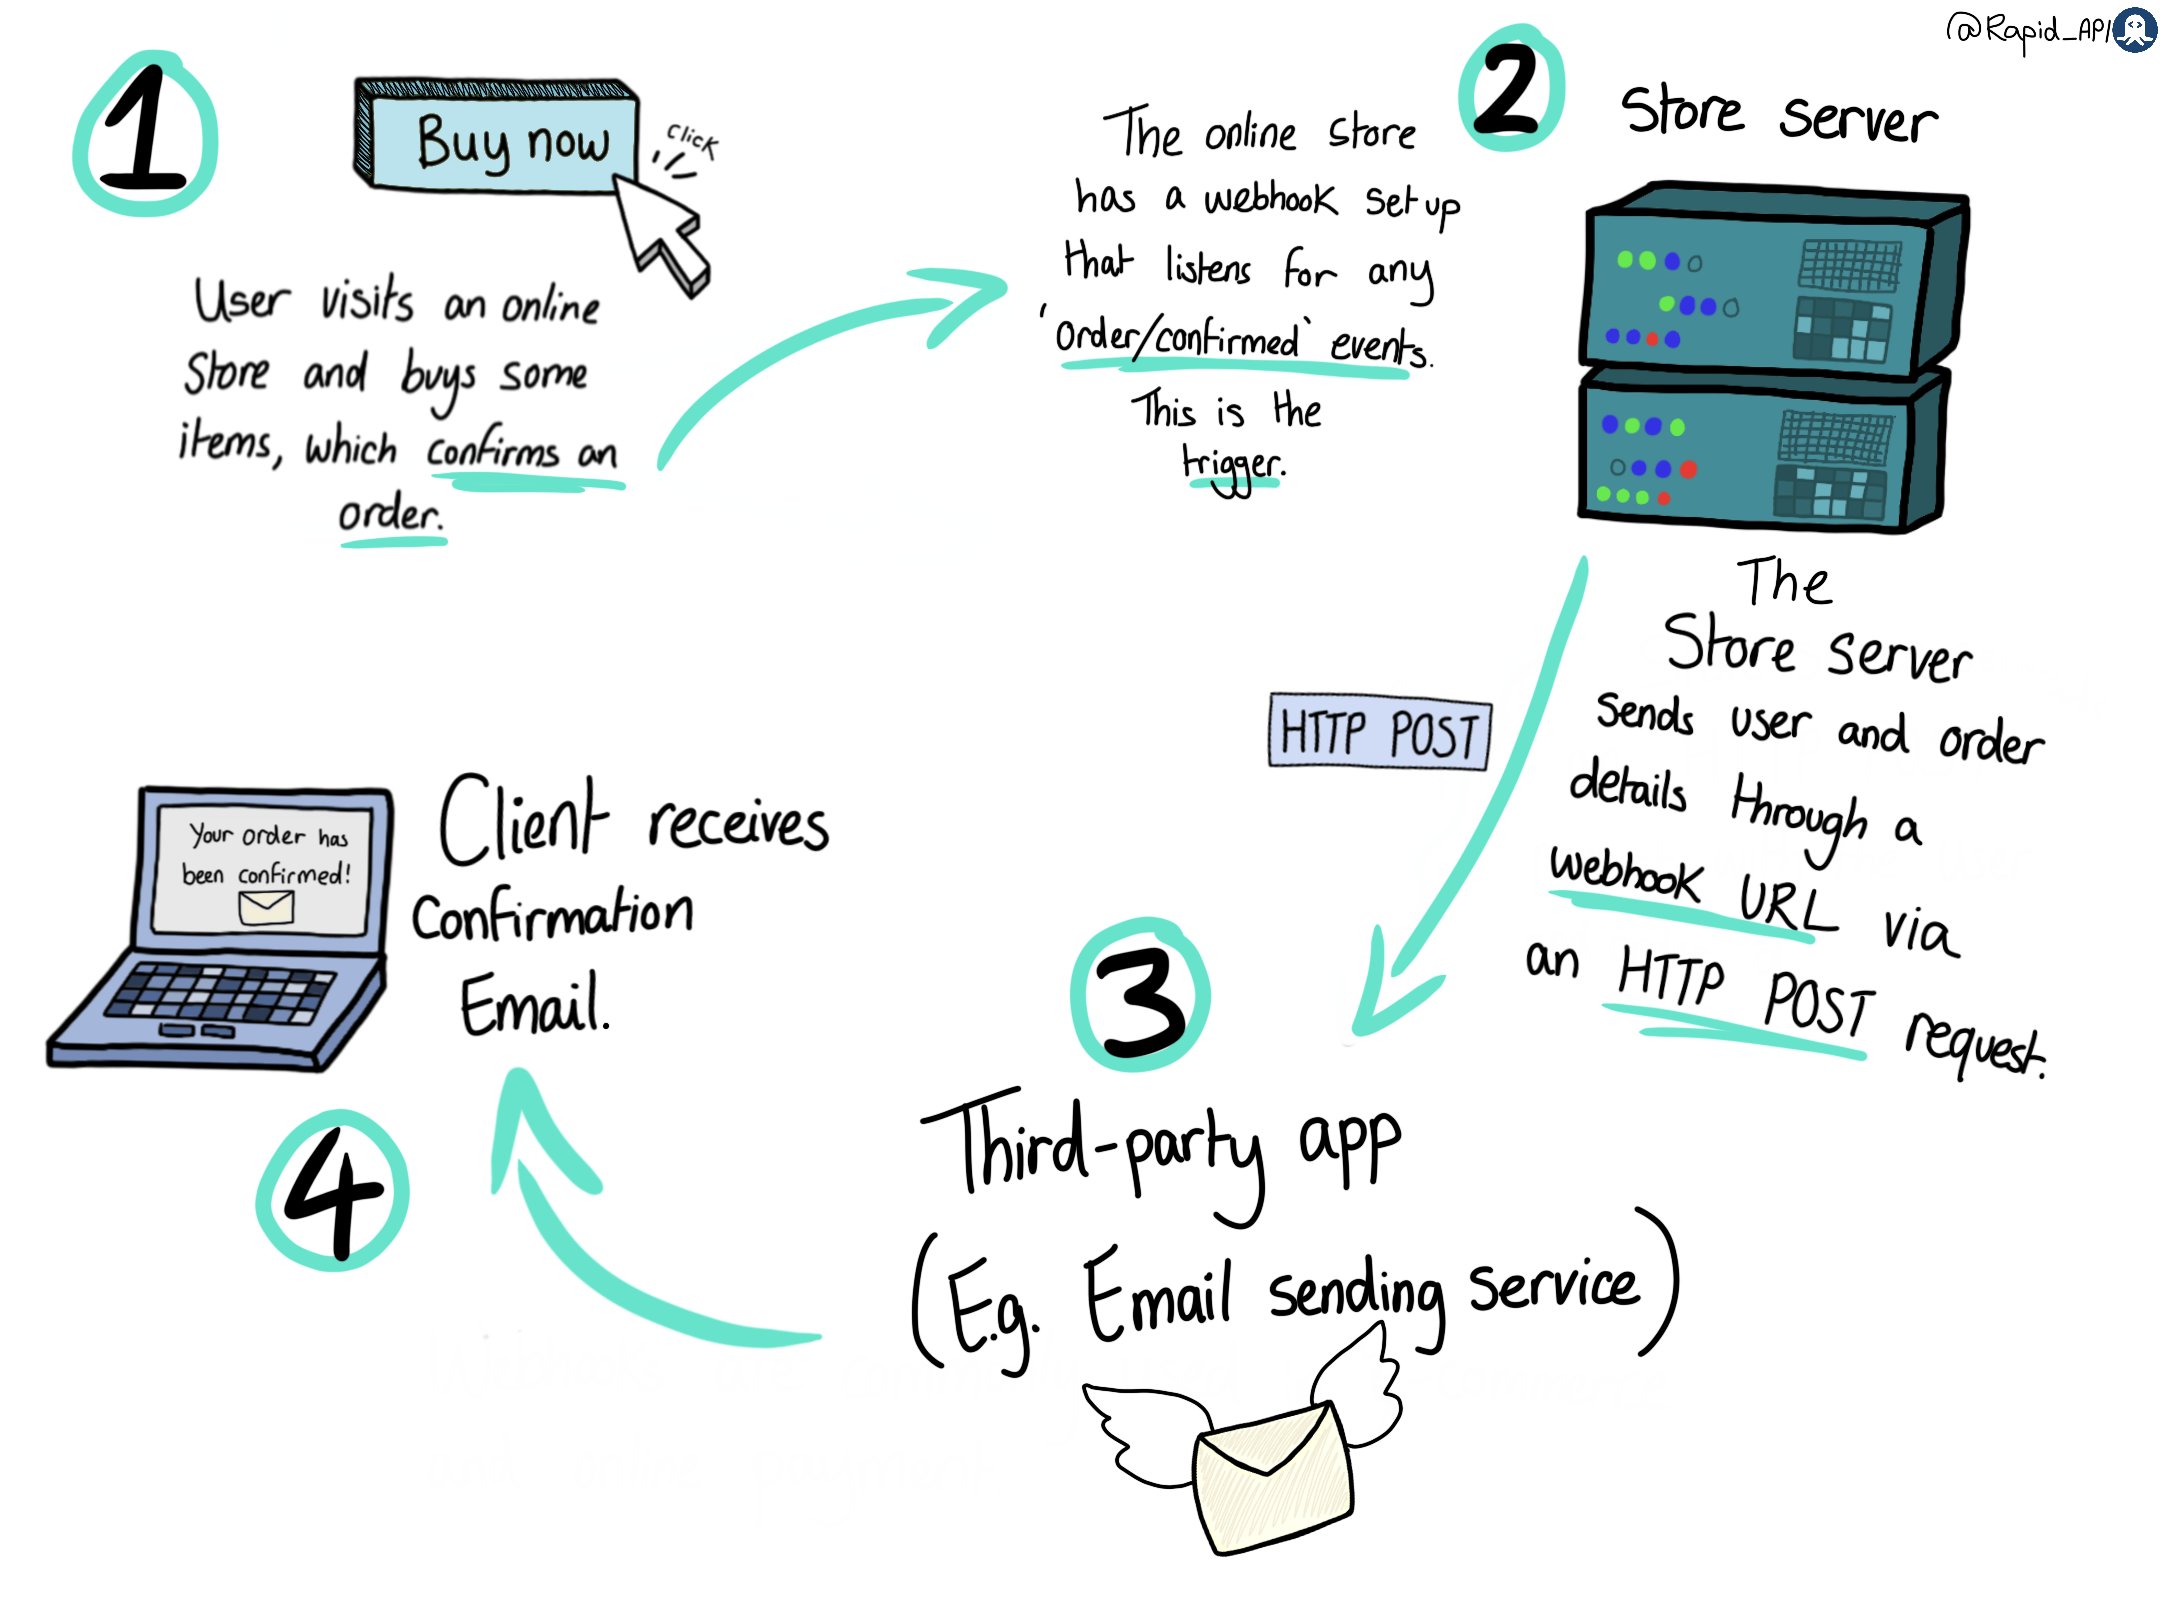 @Rapid_API
1
Buy now
click
User visits an online
Store and buys some
items, which confirms an
order.
2
Store server
The online store
has a webhook setup
that listens for any
'order/confirmed` events.
This is the
trigger.
The
Store server
sends user and order
details through a
webhook URL via
an HTTP POST request.
HTTP POST
3
Third-party app
(E.g. Email sending service)
4
Client receives
Confirmation
Email.
Your order has
been confirmed!